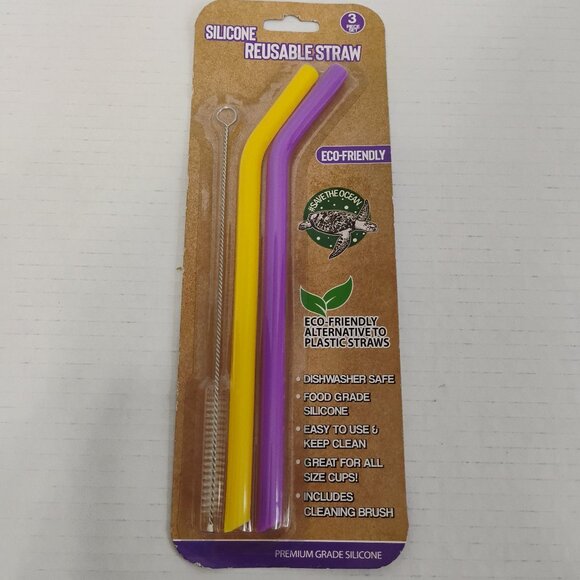 SILICONE
REUSABLE STRAW
3
PIECE
SET
ECO-FRIENDLY
#SAVE THE OCEAN
ECO-FRIENDLY
ALTERNATIVE TO
PLASTIC STRAWS
• DISHWASHER SAFE
• FOOD GRADE
SILICONE
• EASY TO USE &
KEEP CLEAN
• GREAT FOR ALL
SIZE CUPS!
• INCLUDES
CLEANING BRUSH
PREMIUM GRADE SILICONE